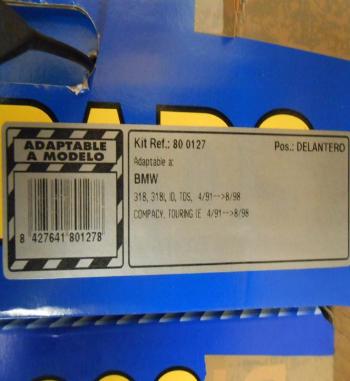 ADAPTABLE
A MODELO
8 427641 801278
Kit Ref.: 80 0127
Pos.: DELANTERO
Adaptable a:
BMW
318, 318i, iD, TDS, 4/91-->8/98
COMPACY, TOURING (E 4/91-->8/98